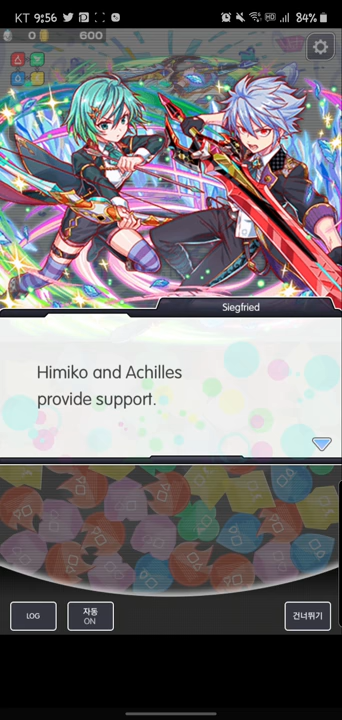 KT 9:56 84%
0 600
Siegfried
Himiko and Achilles
provide support.
LOG
자동
ON
건너뛰기